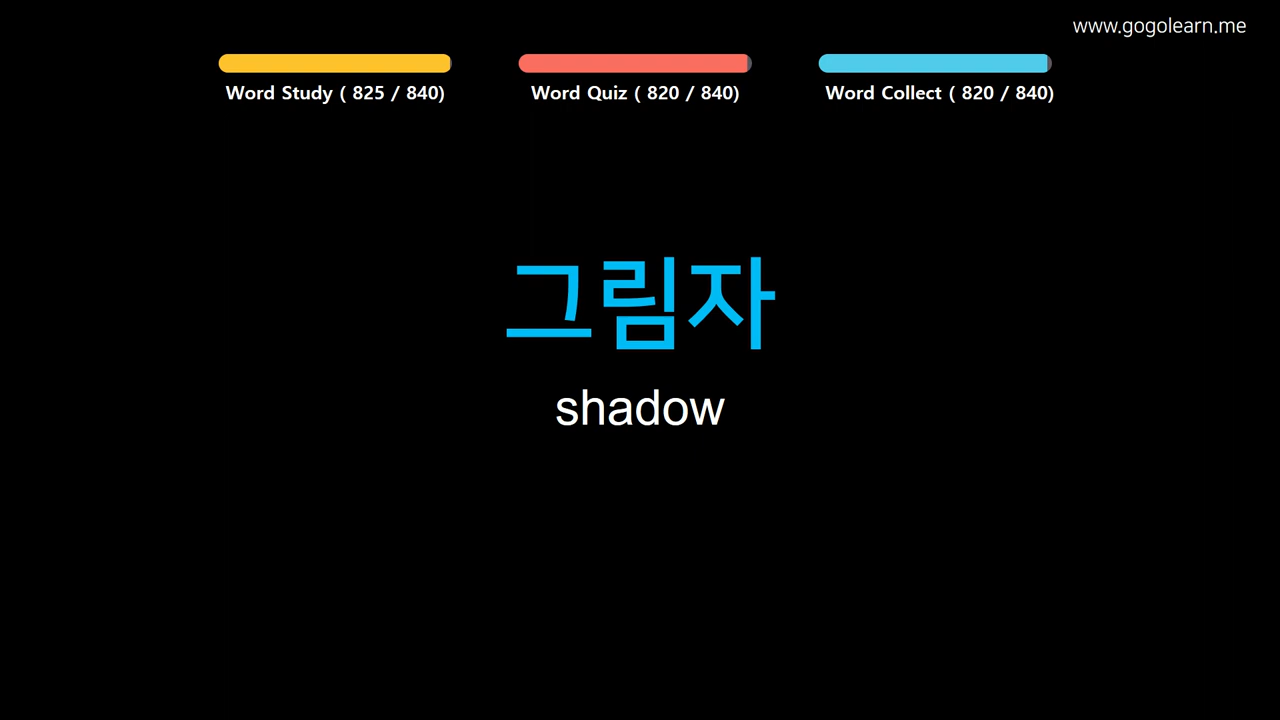 www.gogolearn.me
Word Study ( 825 / 840)
Word Quiz ( 820 / 840)
Word Collect ( 820 / 840)
그림자
shadow